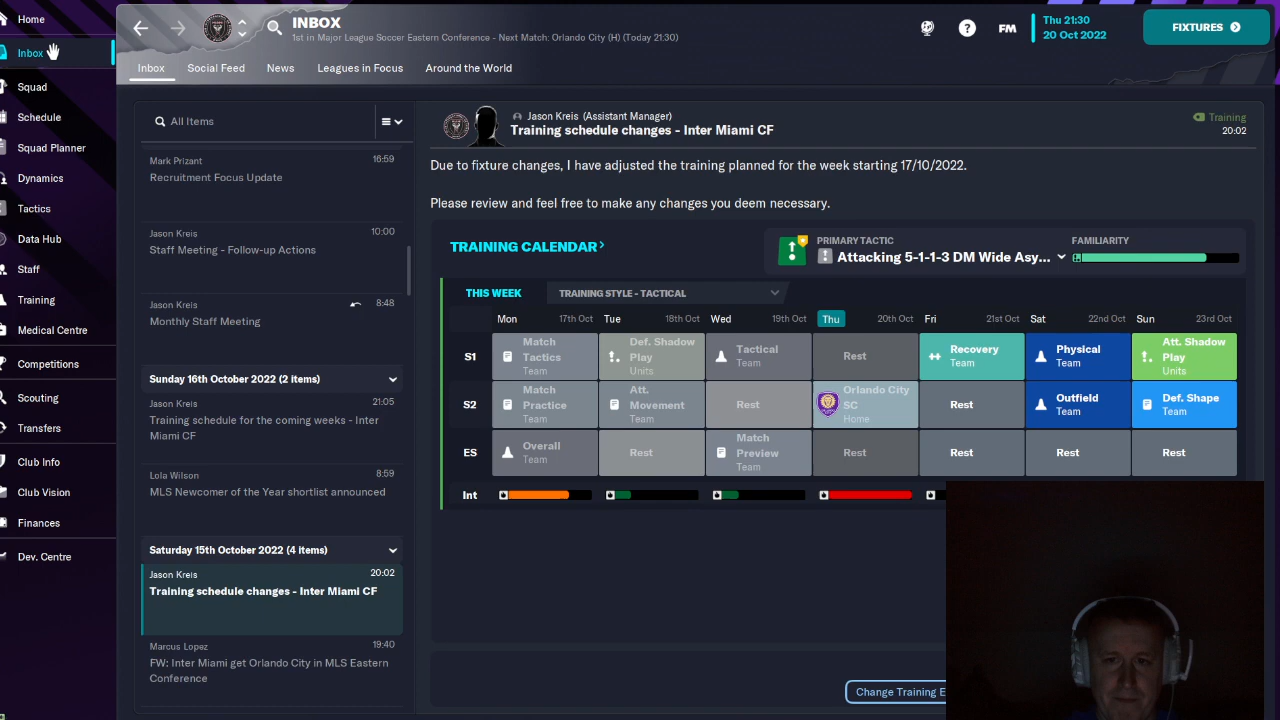 Home
Inbox
Squad
Schedule
Squad Planner
Dynamics
Tactics
Data Hub
Staff
Training
Medical Centre
Competitions
Scouting
Transfers
Club Info
Club Vision
Finances
Dev. Centre
INBOX
1st in Major League Soccer Eastern Conference - Next Match: Orlando City (H) (Today 21:30)
?
FM
Thu 21:30
20 Oct 2022
FIXTURES
Inbox
Social Feed
News
Leagues in Focus
Around the World
All Items
Mark Prizant 16:59
Recruitment Focus Update
Jason Kreis 10:00
Staff Meeting - Follow-up Actions
Jason Kreis 8:48
Monthly Staff Meeting
Sunday 16th October 2022 (2 items)
Jason Kreis 21:05
Training schedule for the coming weeks - Inter
Miami CF
Lola Wilson 8:59
MLS Newcomer of the Year shortlist announced
Saturday 15th October 2022 (4 items)
Jason Kreis 20:02
Training schedule changes - Inter Miami CF
Marcus Lopez 19:40
FW: Inter Miami get Orlando City in MLS Eastern
Conference
Jason Kreis (Assistant Manager)
Training schedule changes - Inter Miami CF
Training
20:02
Due to fixture changes, I have adjusted the training planned for the week starting 17/10/2022.
Please review and feel free to make any changes you deem necessary.
TRAINING CALENDAR
PRIMARY TACTIC
Attacking 5-1-1-3 DM Wide Asy...
FAMILIARITY
THIS WEEK
TRAINING STYLE - TACTICAL
Mon 17th Oct Tue 18th Oct Wed 19th Oct Thu 20th Oct Fri 21st Oct Sat 22nd Oct Sun 23rd Oct
S1
Match
Tactics
Team
Def. Shadow
Play
Units
Tactical
Team
Rest
Recovery
Team
Physical
Team
Att. Shadow
Play
Units
S2
Match
Practice
Team
Att.
Movement
Team
Rest
Orlando City
SC
Home
Rest
Outfield
Team
Def. Shape
Team
ES
Overall
Team
Rest
Match
Preview
Team
Rest
Rest
Rest
Rest
Int
Change Training E